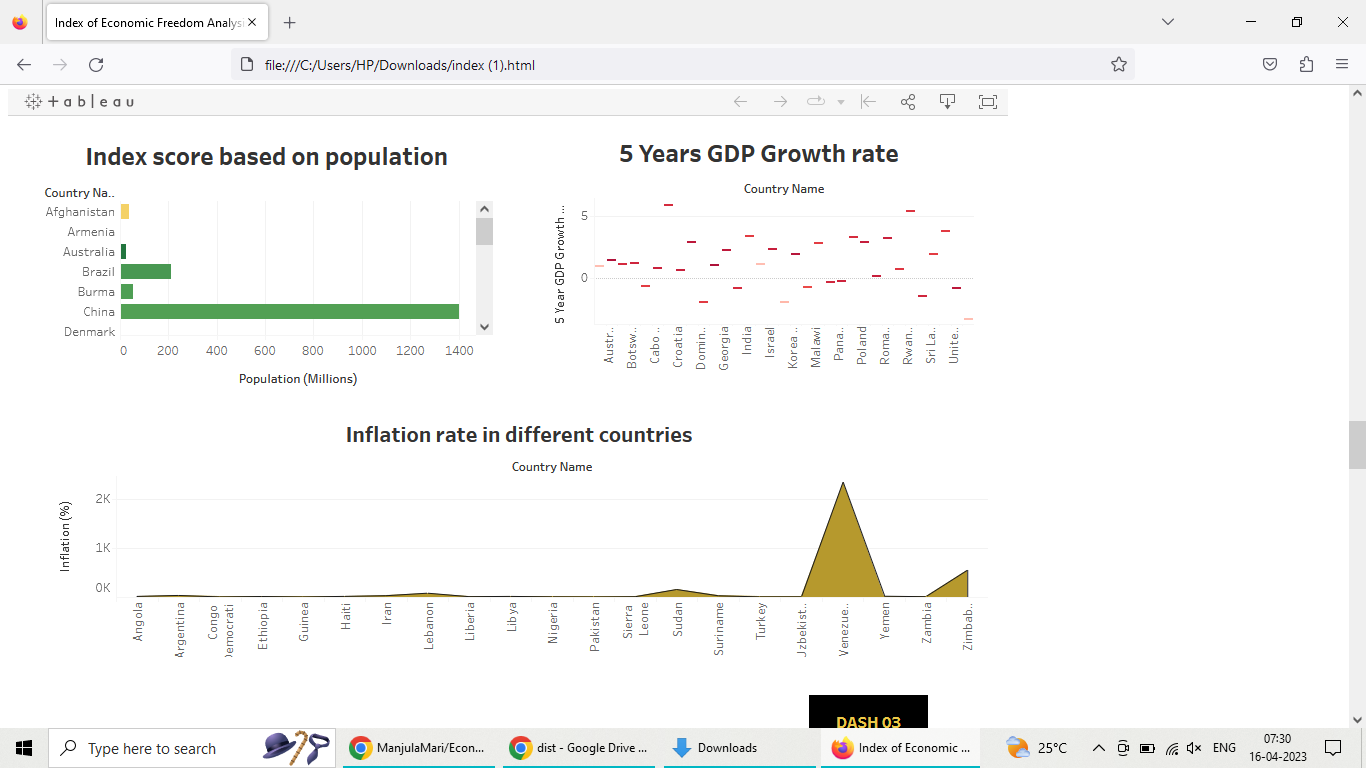 Index of Economic Freedom Analysi
file:///C:/Users/HP/Downloads/index (1).html
+ a b l e a u
Index score based on population
Country Na..
Afghanistan
Armenia
Australia
Brazil
Burma
China
Denmark
0 200 400 600 800 1000 1200 1400
Population (Millions)
5 Years GDP Growth rate
Country Name
5 Year GDP Growth ...
5
0
Austr..
Botsw..
Cabo ..
Croatia
Domin..
Georgia
India
Israel
Korea ..
Malawi
Pana..
Poland
Roma..
Rwan..
Sri La..
Unite..
Inflation rate in different countries
Country Name
Inflation (%)
2K
1K
0K
Angola
Argentina
Congo
Democrati
Ethiopia
Guinea
Haiti
Iran
Lebanon
Liberia
Libya
Nigeria
Pakistan
Sierra
Leone
Sudan
Suriname
Turkey
Uzbekist..
Venezue..
Yemen
Zambia
Zimbab..
DASH 03
Type here to search
ManjulaMari/Econ...
dist - Google Drive ...
Downloads
Index of Economic ...
25°C
ENG
07:30
16-04-2023